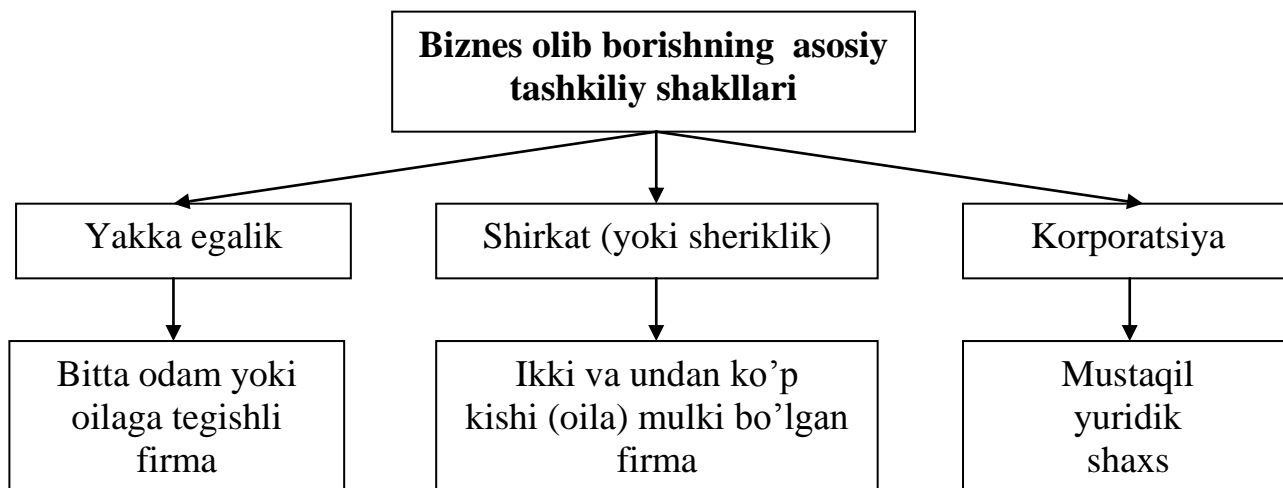 Biznes olib borishning asosiy
tashkiliy shakllari
Yakka egalik
Shirkat (yoki sheriklik)
Korporatsiya
Bitta odam yoki
oilaga tegishli
firma
Ikki va undan ko’p
kishi (oila) mulki bo’lgan
firma
Mustaqil
yuridik
shaxs